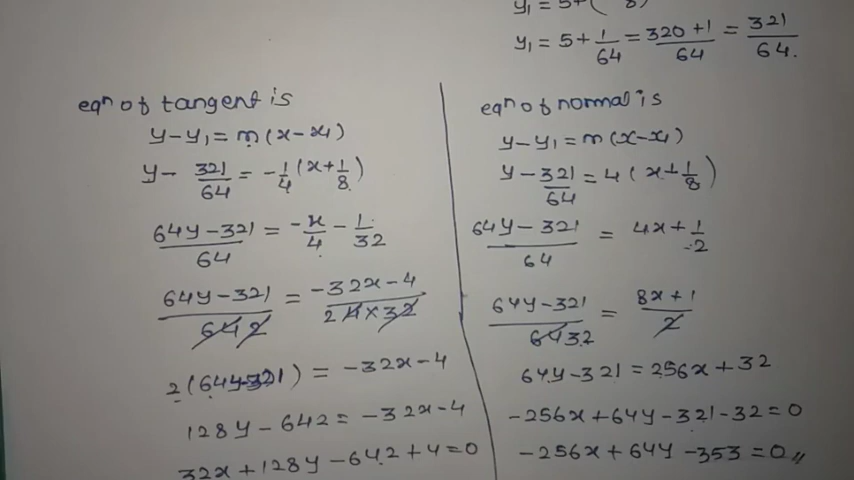 y₁ = 5 + ( 8)
y₁ = 5 + 1/64 = 320+1/64 = 321/64.
eqⁿ of tangent is
y - y₁ = m(x - x₁)
y - 321/64 = -1/4 (x + 1/8)
64y - 321/64 = -x/4 - 1/32
64y - 321/64 2 = -32x - 4/2 4×32
2(64y-321) = -32x - 4
128y - 642 = -32x - 4
32x + 128y - 642 + 4 = 0
eqⁿ of normal is
y - y₁ = m(x - x₁)
y - 321/64 = 4(x + 1/8)
64y - 321/64 = 4x + 1/2
64y - 321/64 32 = 8x + 1/2
64y - 321 = 256x + 32
-256x + 64y - 321 - 32 = 0
-256x + 64y - 353 = 0 //